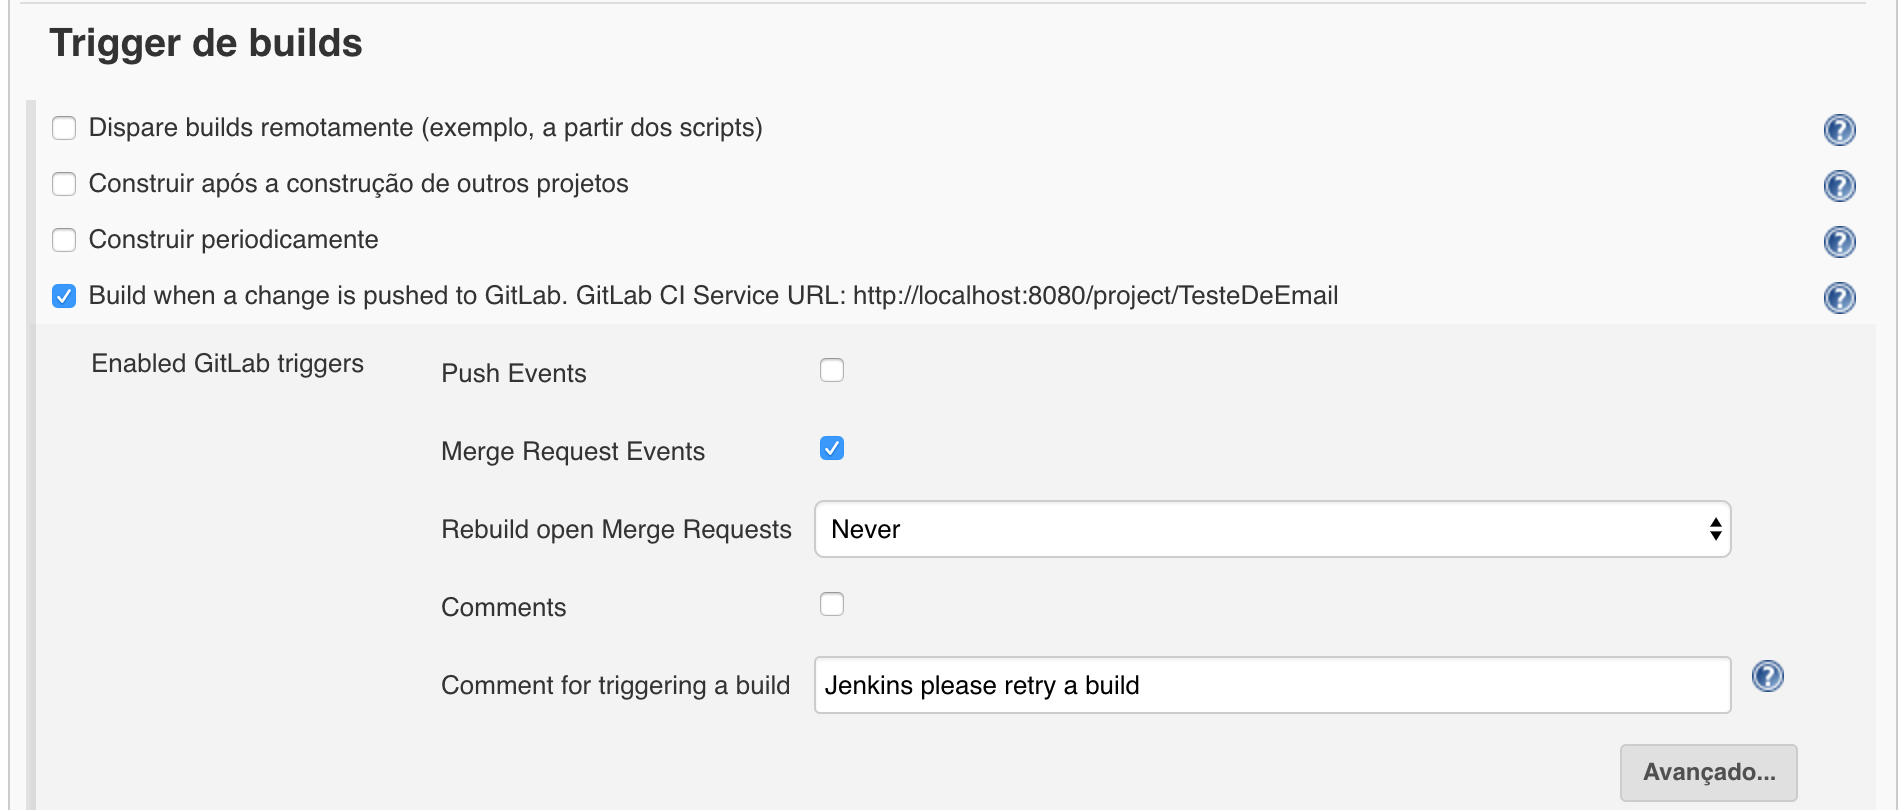 Trigger de builds
Dispare builds remotamente (exemplo, a partir dos scripts)
Construir após a construção de outros projetos
Construir periodicamente
Build when a change is pushed to GitLab. GitLab CI Service URL: http://localhost:8080/project/TesteDeEmail
Enabled GitLab triggers
Push Events
Merge Request Events
Rebuild open Merge Requests Never
Comments
Comment for triggering a build Jenkins please retry a build
Avançado...